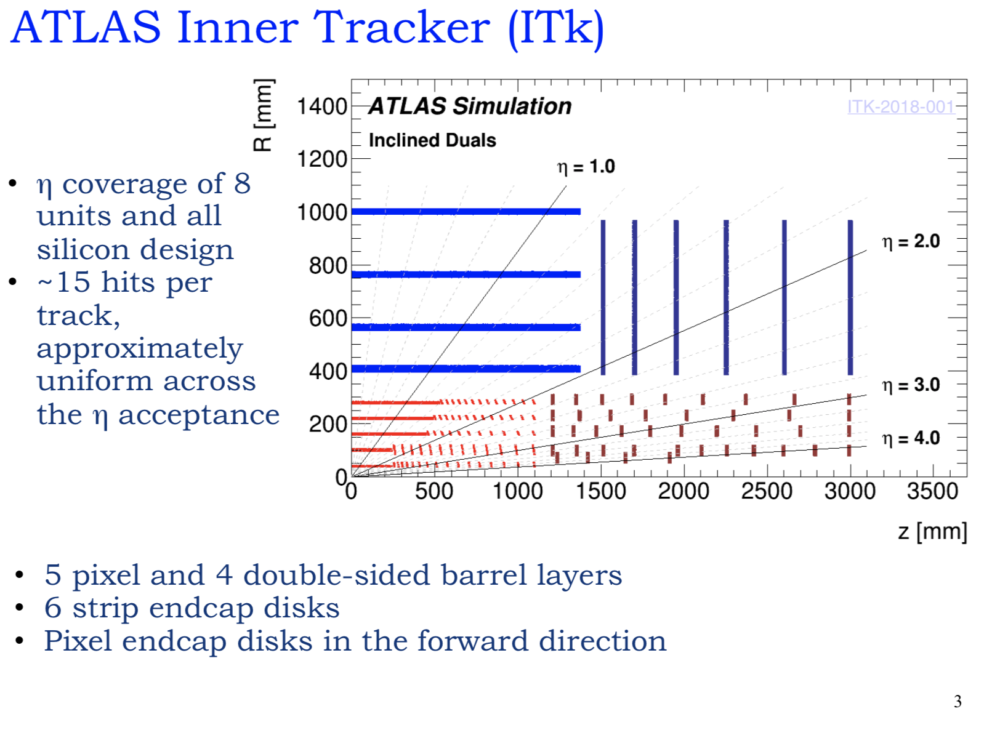 ATLAS Inner Tracker (ITk)
• η coverage of 8
units and all
silicon design
• ~15 hits per
track,
approximately
uniform across
the η acceptance
R [mm]
1400
1200
1000
800
600
400
200
0
ATLAS Simulation
ITK-2018-001
Inclined Duals
η = 1.0
η = 2.0
η = 3.0
η = 4.0
0 500 1000 1500 2000 2500 3000 3500
z [mm]
• 5 pixel and 4 double-sided barrel layers
• 6 strip endcap disks
• Pixel endcap disks in the forward direction
3